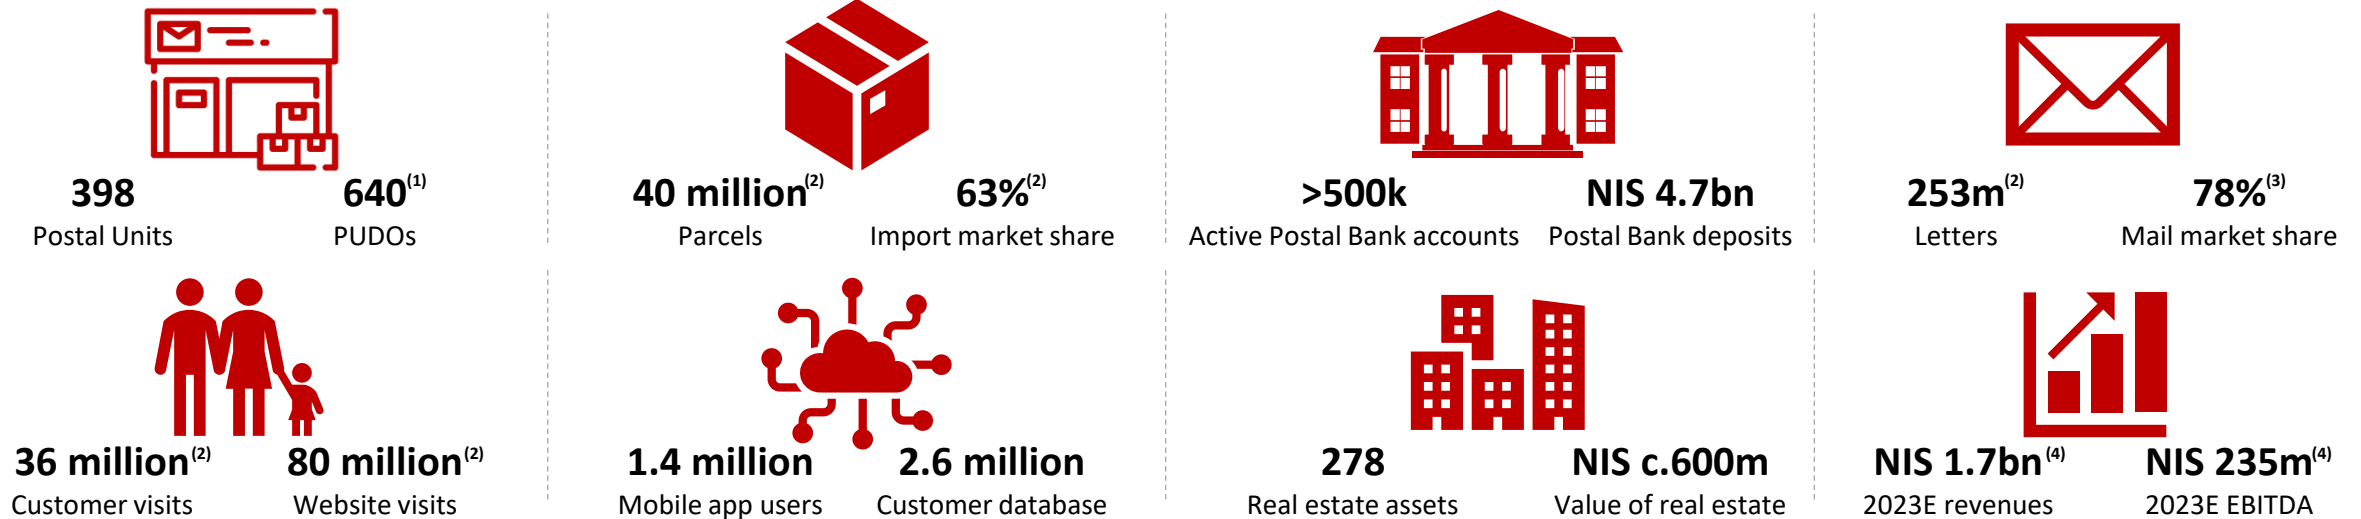 398
Postal Units
640(1)
PUDOs
40 million(2)
Parcels
63%(2)
Import market share
>500k
Active Postal Bank accounts
NIS 4.7bn
Postal Bank deposits
253m(2)
Letters
78%(3)
Mail market share
36 million(2)
Customer visits
80 million(2)
Website visits
1.4 million
Mobile app users
2.6 million
Customer database
278
Real estate assets
NIS c.600m
Value of real estate
NIS 1.7bn(4)
2023E revenues
NIS 235m(4)
2023E EBITDA